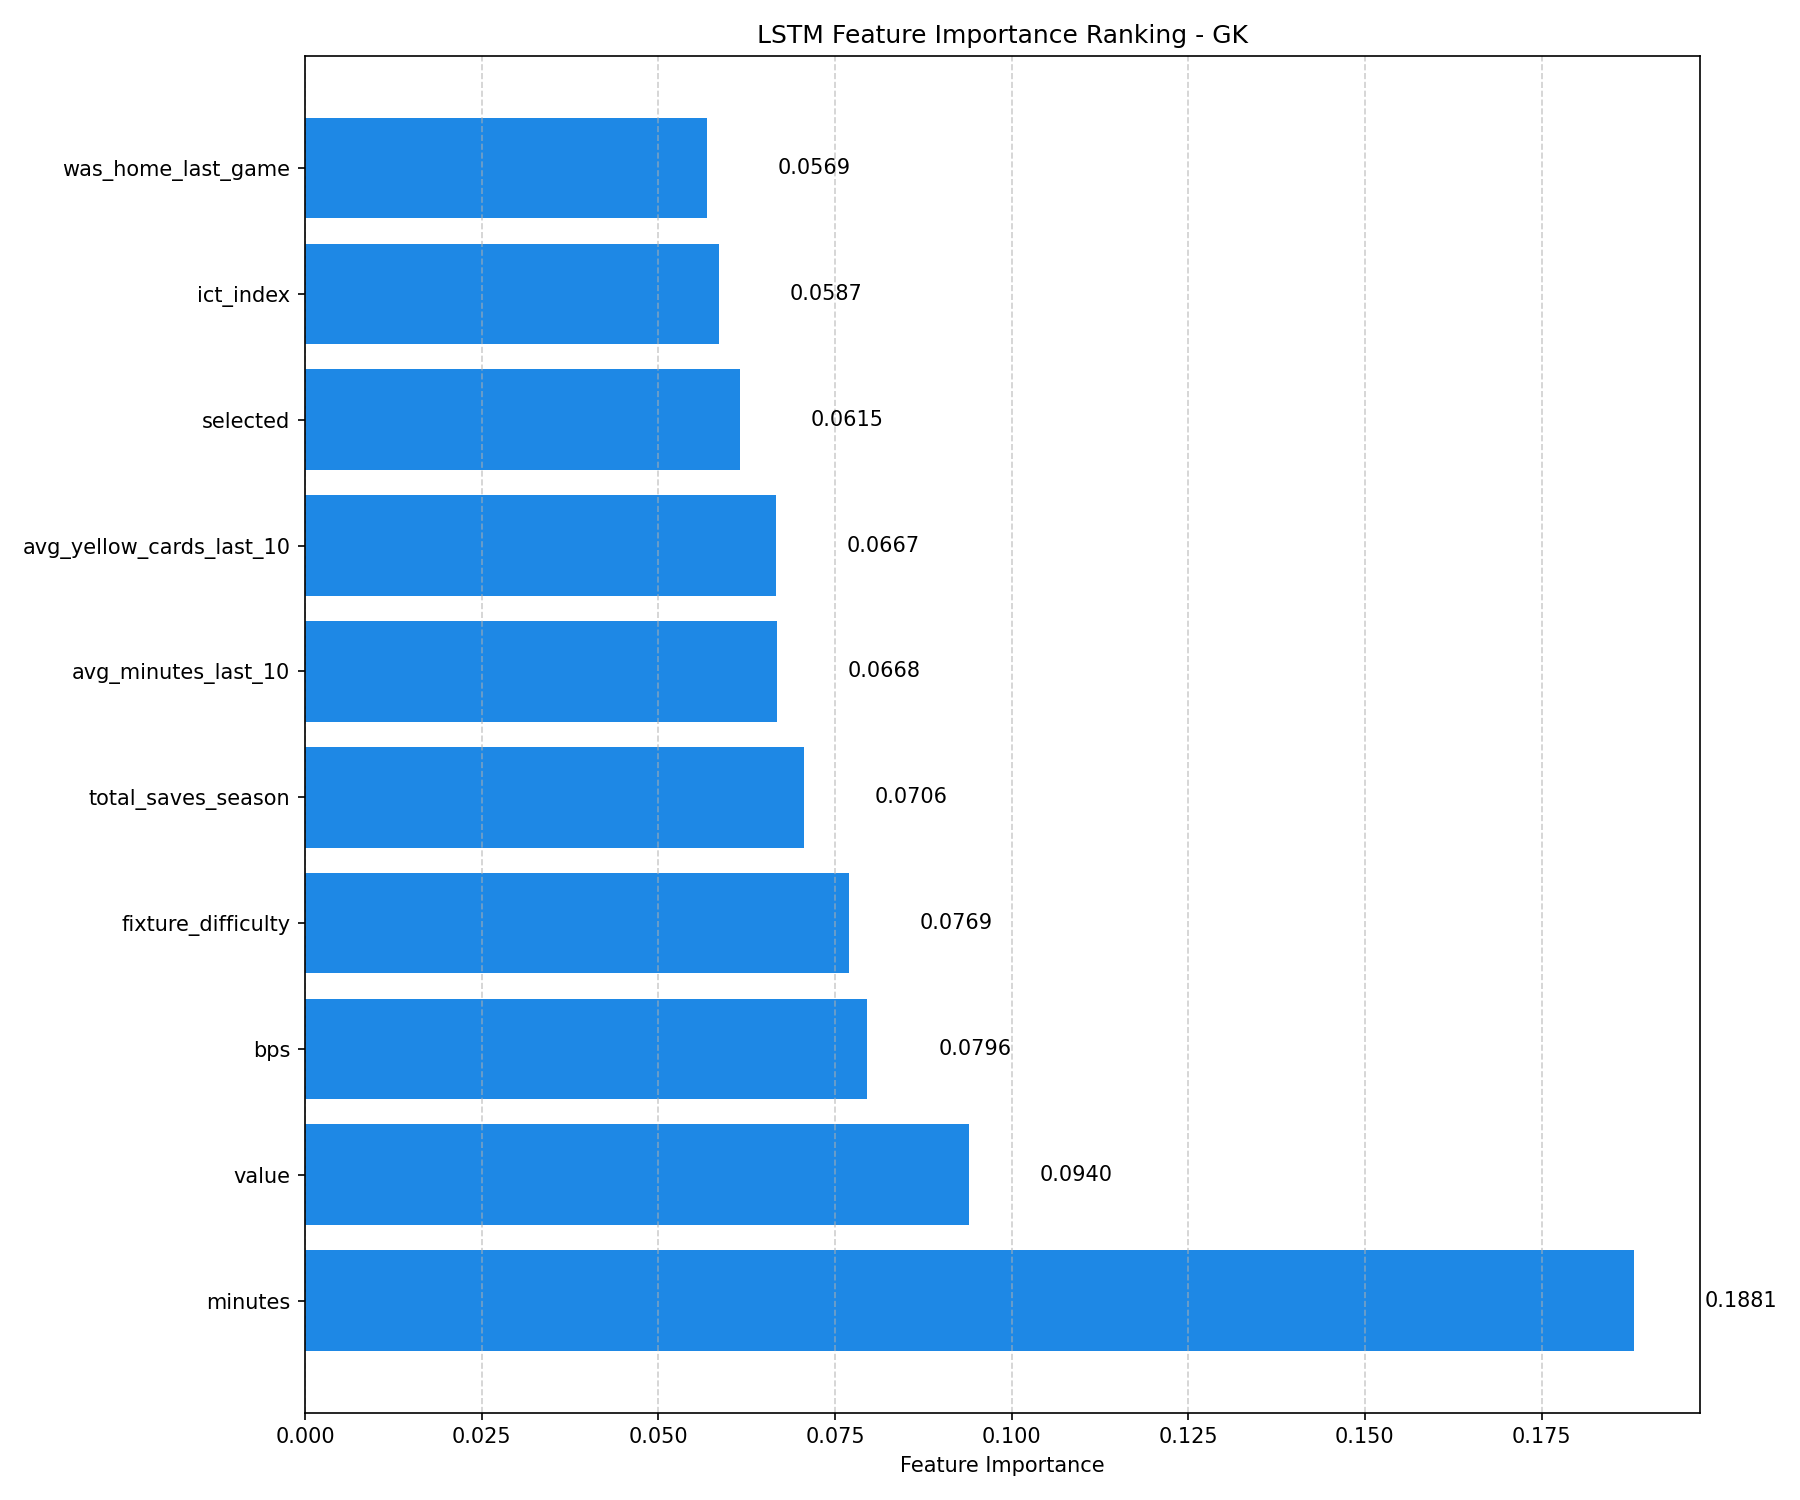 LSTM Feature Importance Ranking - GK
was_home_last_game 0.0569
ict_index 0.0587
selected 0.0615
avg_yellow_cards_last_10 0.0667
avg_minutes_last_10 0.0668
total_saves_season 0.0706
fixture_difficulty 0.0769
bps 0.0796
value 0.0940
minutes 0.1881
0.000 0.025 0.050 0.075 0.100 0.125 0.150 0.175
Feature Importance